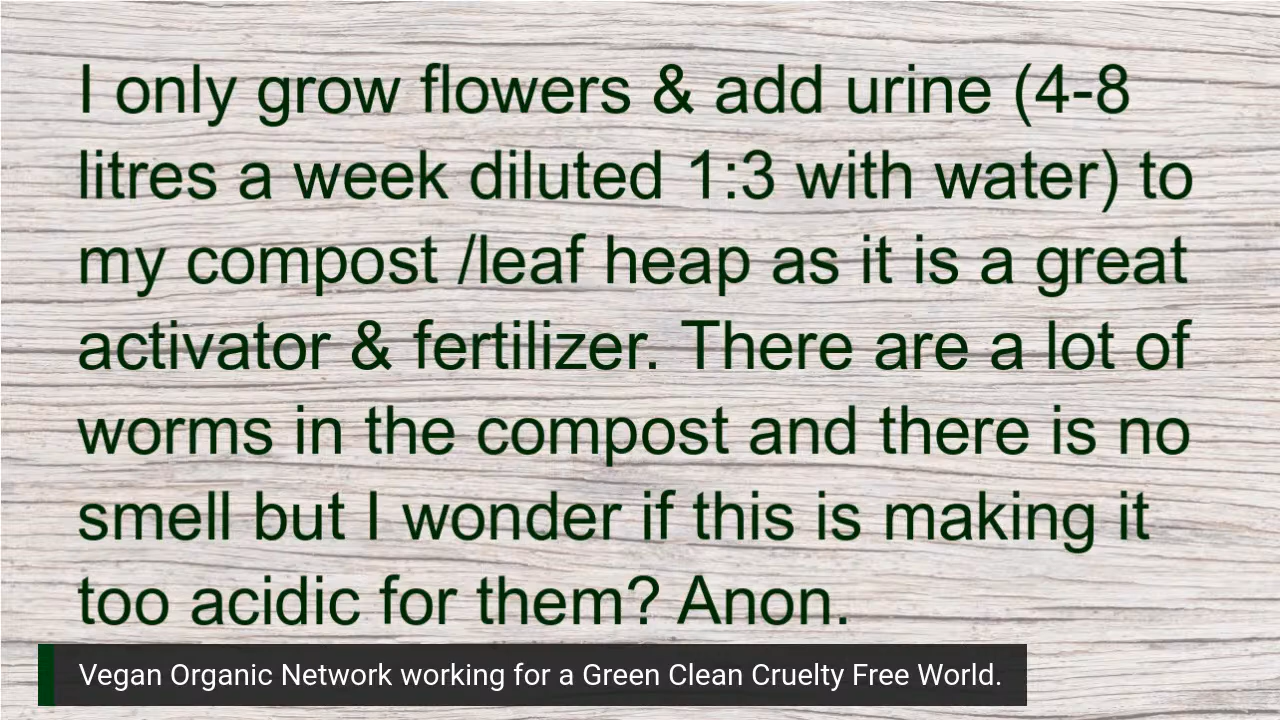 I only grow flowers & add urine (4-8
litres a week diluted 1:3 with water) to
my compost /leaf heap as it is a great
activator & fertilizer. There are a lot of
worms in the compost and there is no
smell but I wonder if this is making it
too acidic for them? Anon.
Vegan Organic Network working for a Green Clean Cruelty Free World.